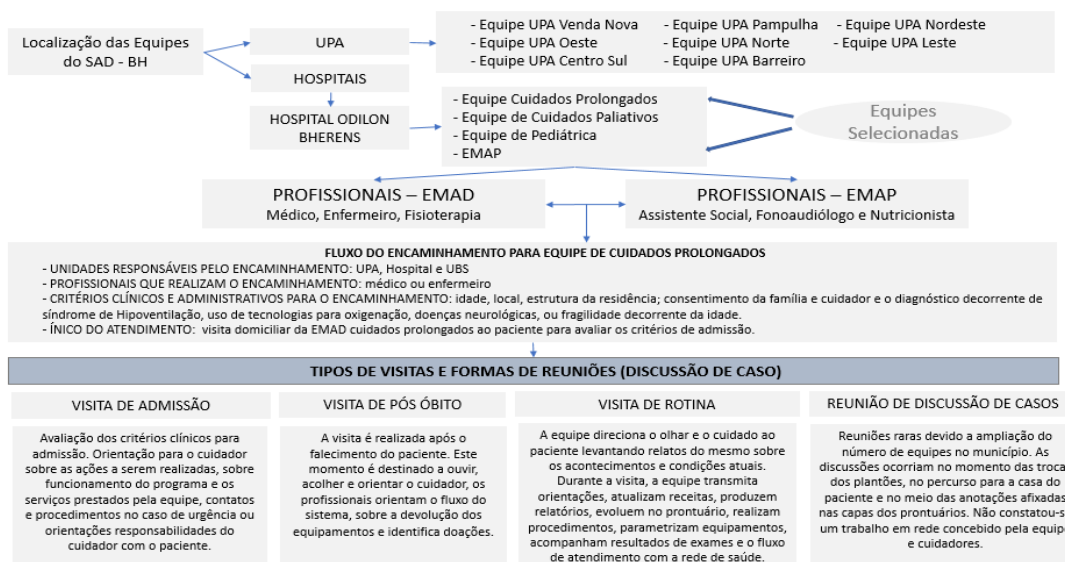 Localização das Equipes
do SAD - BH
UPA
HOSPITAIS
HOSPITAL ODILON
BHERENS
- Equipe UPA Venda Nova
- Equipe UPA Oeste
- Equipe UPA Centro Sul
- Equipe UPA Pampulha
- Equipe UPA Norte
- Equipe UPA Barreiro
- Equipe UPA Nordeste
- Equipe UPA Leste
- Equipe Cuidados Prolongados
- Equipe de Cuidados Paliativos
- Equipe de Pediátrica
- EMAP
Equipes
Selecionadas
PROFISSIONAIS – EMAD
Médico, Enfermeiro, Fisioterapia
PROFISSIONAIS – EMAP
Assistente Social, Fonoaudiólogo e Nutricionista
FLUXO DO ENCAMINHAMENTO PARA EQUIPE DE CUIDADOS PROLONGADOS
- UNIDADES RESPONSÁVEIS PELO ENCAMINHAMENTO: UPA, Hospital e UBS
- PROFISSIONAIS QUE REALIZAM O ENCAMINHAMENTO: médico ou enfermeiro
- CRITÉRIOS CLÍNICOS E ADMINISTRATIVOS PARA O ENCAMINHAMENTO: idade, local, estrutura da residência; consentimento da família e cuidador e o diagnóstico decorrente de
síndrome de Hipoventilação, uso de tecnologias para oxigenação, doenças neurológicas, ou fragilidade decorrente da idade.
- ÍNICO DO ATENDIMENTO: visita domiciliar da EMAD cuidados prolongados ao paciente para avaliar os critérios de admissão.
TIPOS DE VISITAS E FORMAS DE REUNIÕES (DISCUSSÃO DE CASO)
VISITA DE ADMISSÃO
Avaliação dos critérios clínicos para
admissão. Orientação para o cuidador
sobre as ações a serem realizadas, sobre
funcionamento do programa e os
serviços prestados pela equipe, contatos
e procedimentos no caso de urgência ou
orientações responsabilidades do
cuidador com o paciente.
VISITA DE PÓS ÓBITO
A visita é realizada após o
falecimento do paciente. Este
momento é destinado a ouvir,
acolher e orientar o cuidador, os
profissionais orientam o fluxo do
sistema, sobre a devolução dos
equipamentos e identifica doações.
VISITA DE ROTINA
A equipe direciona o olhar e o cuidado ao
paciente levantando relatos do mesmo sobre
os acontecimentos e condições atuais.
Durante a visita, a equipe transmita
orientações, atualizam receitas, produzem
relatórios, evoluem no prontuário, realizam
procedimentos, parametrizam equipamentos,
acompanham resultados de exames e o fluxo
de atendimento com a rede de saúde.
REUNIÃO DE DISCUSSÃO DE CASOS
Reuniões raras devido a ampliação do
número de equipes no município. As
discussões ocorriam no momento das troca
dos plantões, no percurso para a casa do
paciente e no meio das anotações afixadas
nas capas dos prontuários. Não constatou-s
um trabalho em rede concebido pela equipe
e cuidadores.